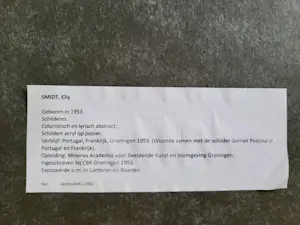 SMIDT, Elly
Geboren in 1953.
Schilderes.
Coloristisch en lyrisch abstract.
Schildert acryl op papier.
Verblijf: Portugal, Frankrijk, Groningen 1993. (Woonde samen met de schilder Gerriet Postma in
Portugal en Frankrijk).
Opleiding: Minerva Academie voor Beeldende Kunst en Vormgeving Groningen.
Ingeschreven bij CBK Groningen 1993.
Exposeerde o.m. in Lunteren en Nuenen.